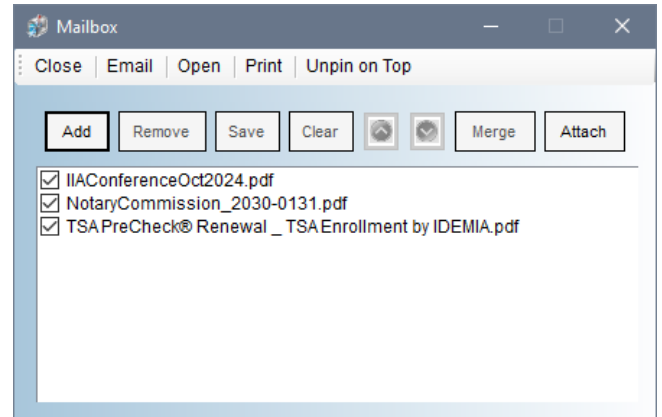 Mailbox
Close Email Open Print Unpin on Top
Add Remove Save Clear Merge Attach
IIAConferenceOct2024.pdf
NotaryCommission_2030-0131.pdf
TSA PreCheck® Renewal _ TSA Enrollment by IDEMIA.pdf